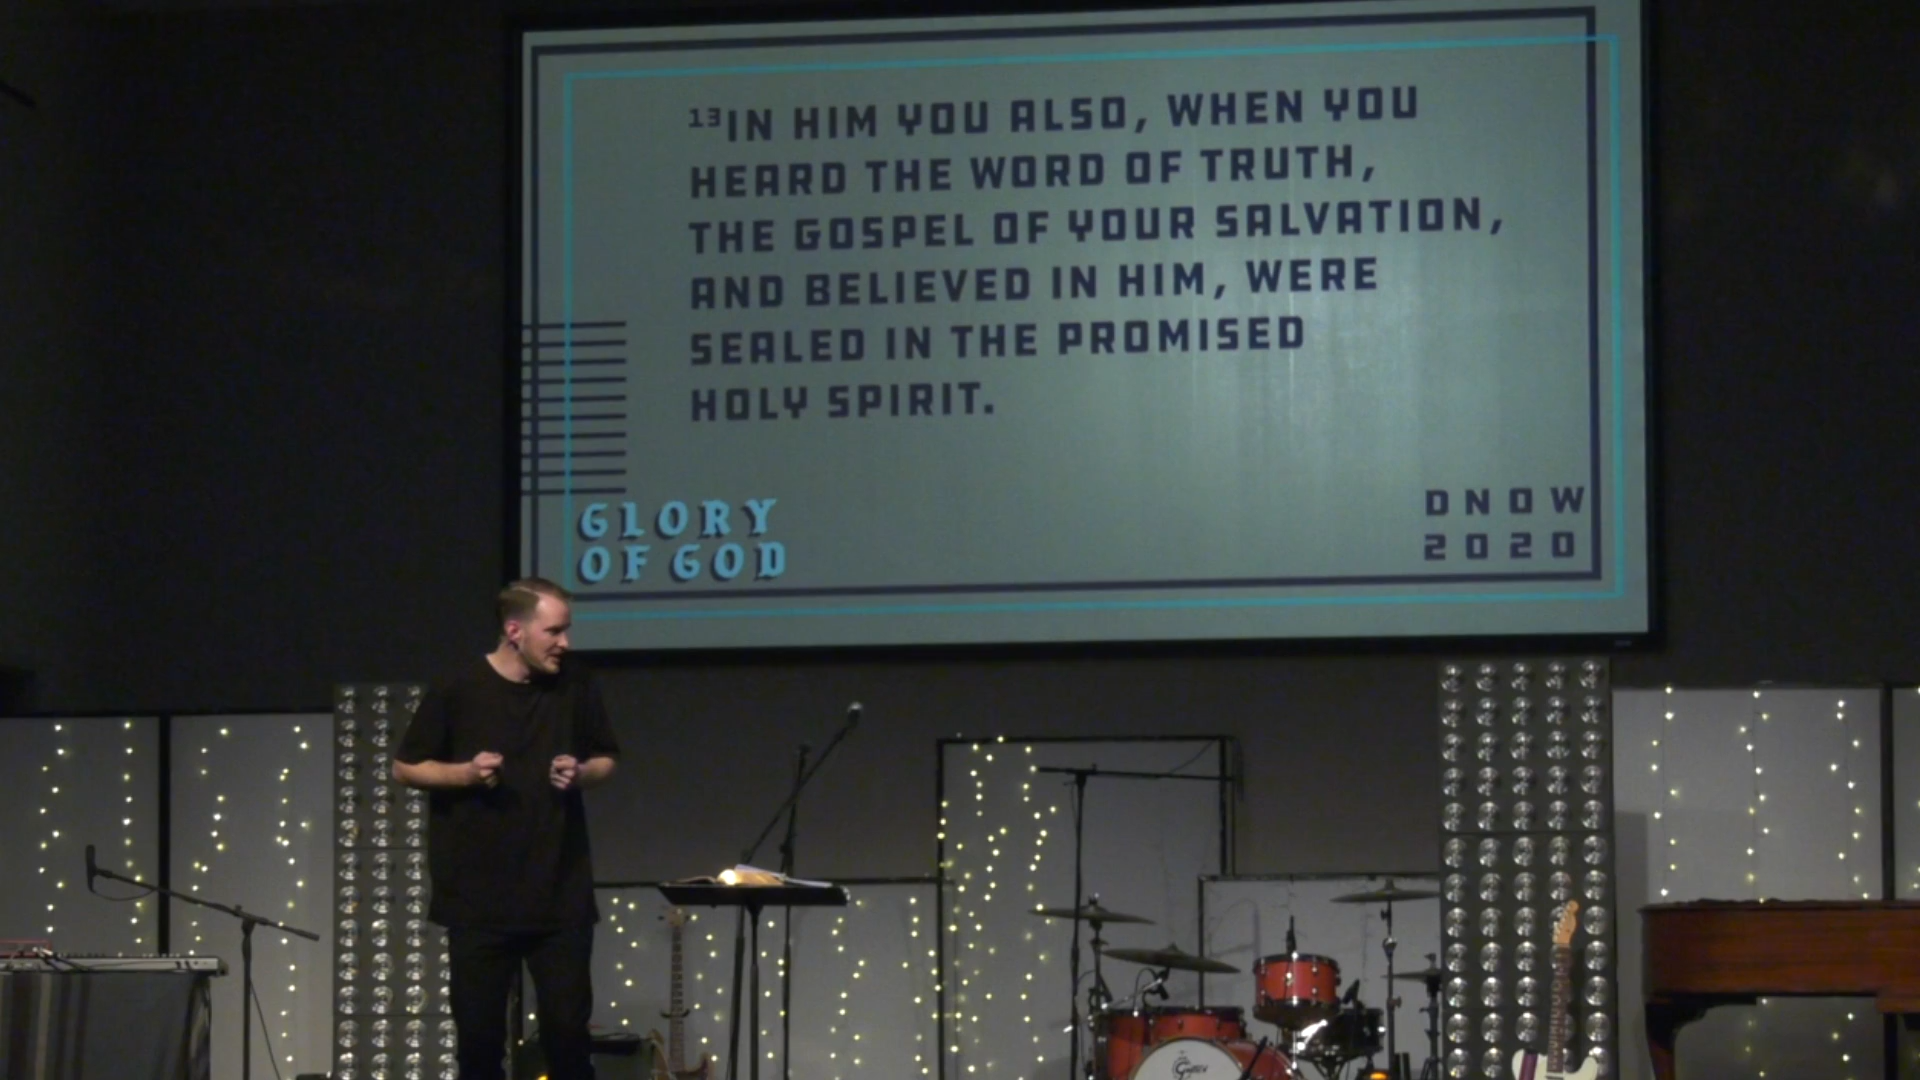 ¹³IN HIM YOU ALSO, WHEN YOU
HEARD THE WORD OF TRUTH,
THE GOSPEL OF YOUR SALVATION,
AND BELIEVED IN HIM, WERE
SEALED IN THE PROMISED
HOLY SPIRIT.
GLORY
OF GOD
DNOW
2020
Gretsch